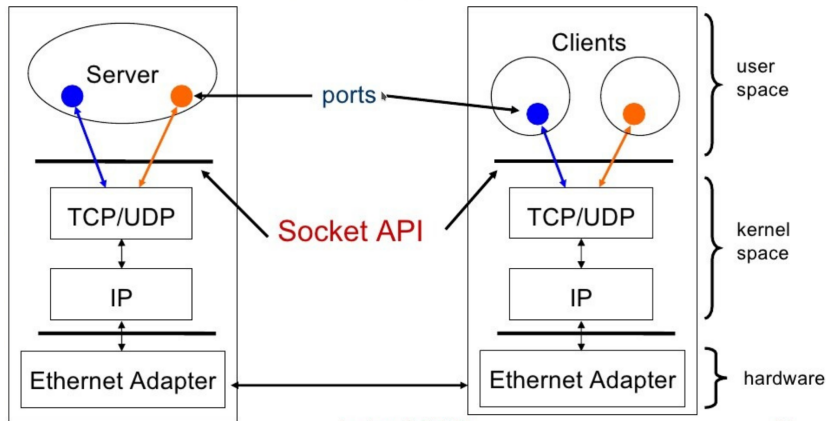 Server
Clients
ports
user
space
Socket API
TCP/UDP
TCP/UDP
kernel
space
IP
IP
Ethernet Adapter
Ethernet Adapter
hardware